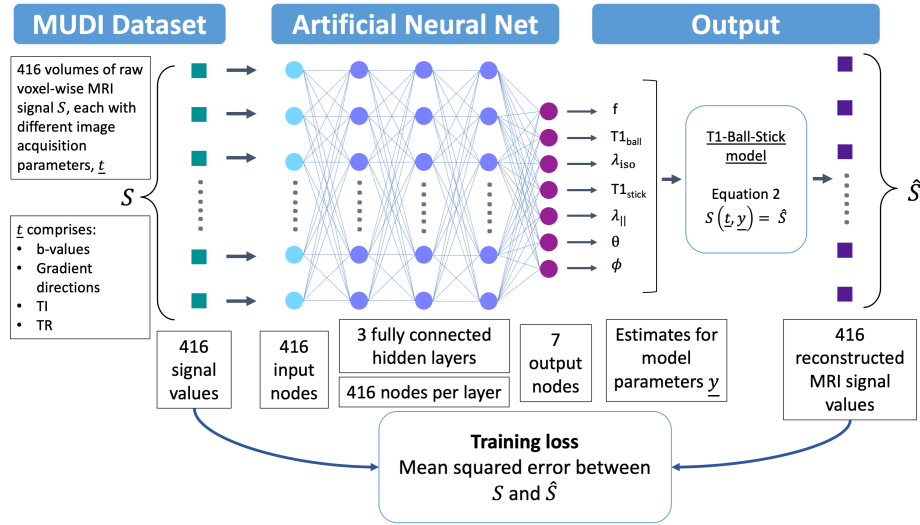 MUDI Dataset
Artificial Neural Net
Output
416 volumes of raw
voxel-wise MRI
signal S, each with
different image
acquisition
parameters, t
S
t comprises:
• b-values
• Gradient
directions
• TI
• TR
f
T1ball
λiso
T1stick
λ||
θ
ϕ
T1-Ball-Stick
model
Equation 2
S (t, y) = Ŝ
Ŝ
416
signal
values
416
input
nodes
3 fully connected
hidden layers
416 nodes per layer
7
output
nodes
Estimates for
model
parameters y
416
reconstructed
MRI signal
values
Training loss
Mean squared error between
S and Ŝ